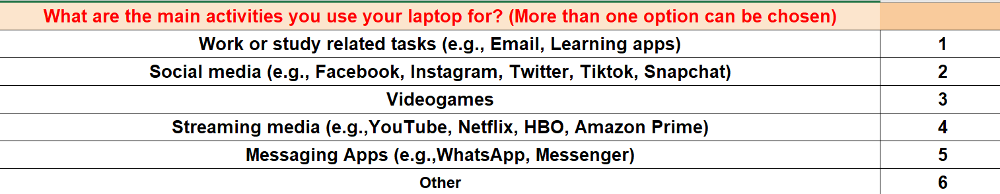 What are the main activities you use your laptop for? (More than one option can be chosen)
Work or study related tasks (e.g., Email, Learning apps) 1
Social media (e.g., Facebook, Instagram, Twitter, Tiktok, Snapchat) 2
Videogames 3
Streaming media (e.g.,YouTube, Netflix, HBO, Amazon Prime) 4
Messaging Apps (e.g.,WhatsApp, Messenger) 5
Other 6